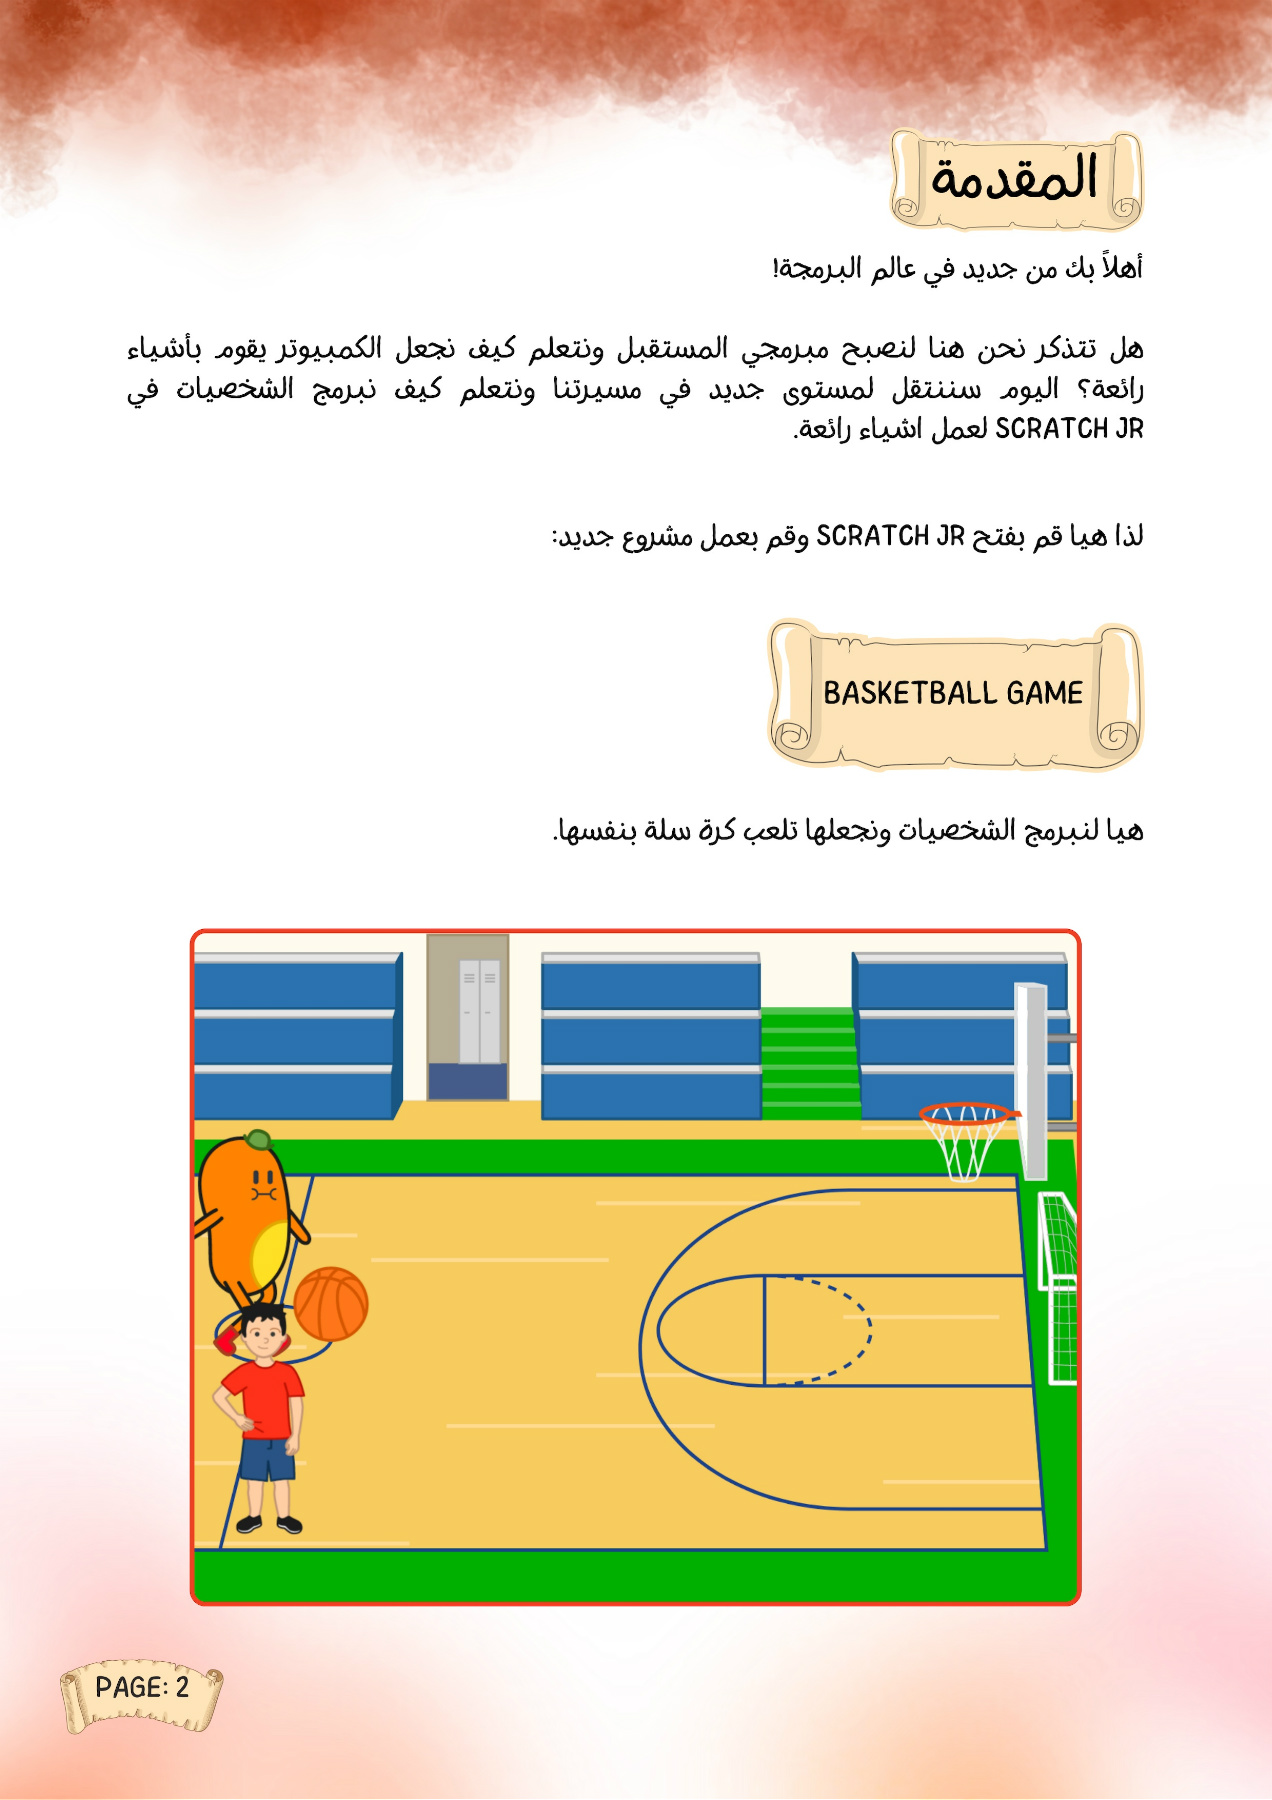 المقدمة
أهلاً بك من جديد في عالم البرمجة!
هل تتذكر نحن هنا لنصبح مبرمجي المستقبل ونتعلم كيف نجعل الكمبيوتر يقوم بأشياء
رائعة؟ اليوم سننتقل لمستوى جديد في مسيرتنا ونتعلم كيف نبرمج الشخصيات في
SCRATCH JR لعمل اشياء رائعة.
لذا هيا قم بفتح SCRATCH JR وقم بعمل مشروع جديد:
BASKETBALL GAME
هيا لنبرمج الشخصيات ونجعلها تلعب كرة سلة بنفسها.
PAGE: 2